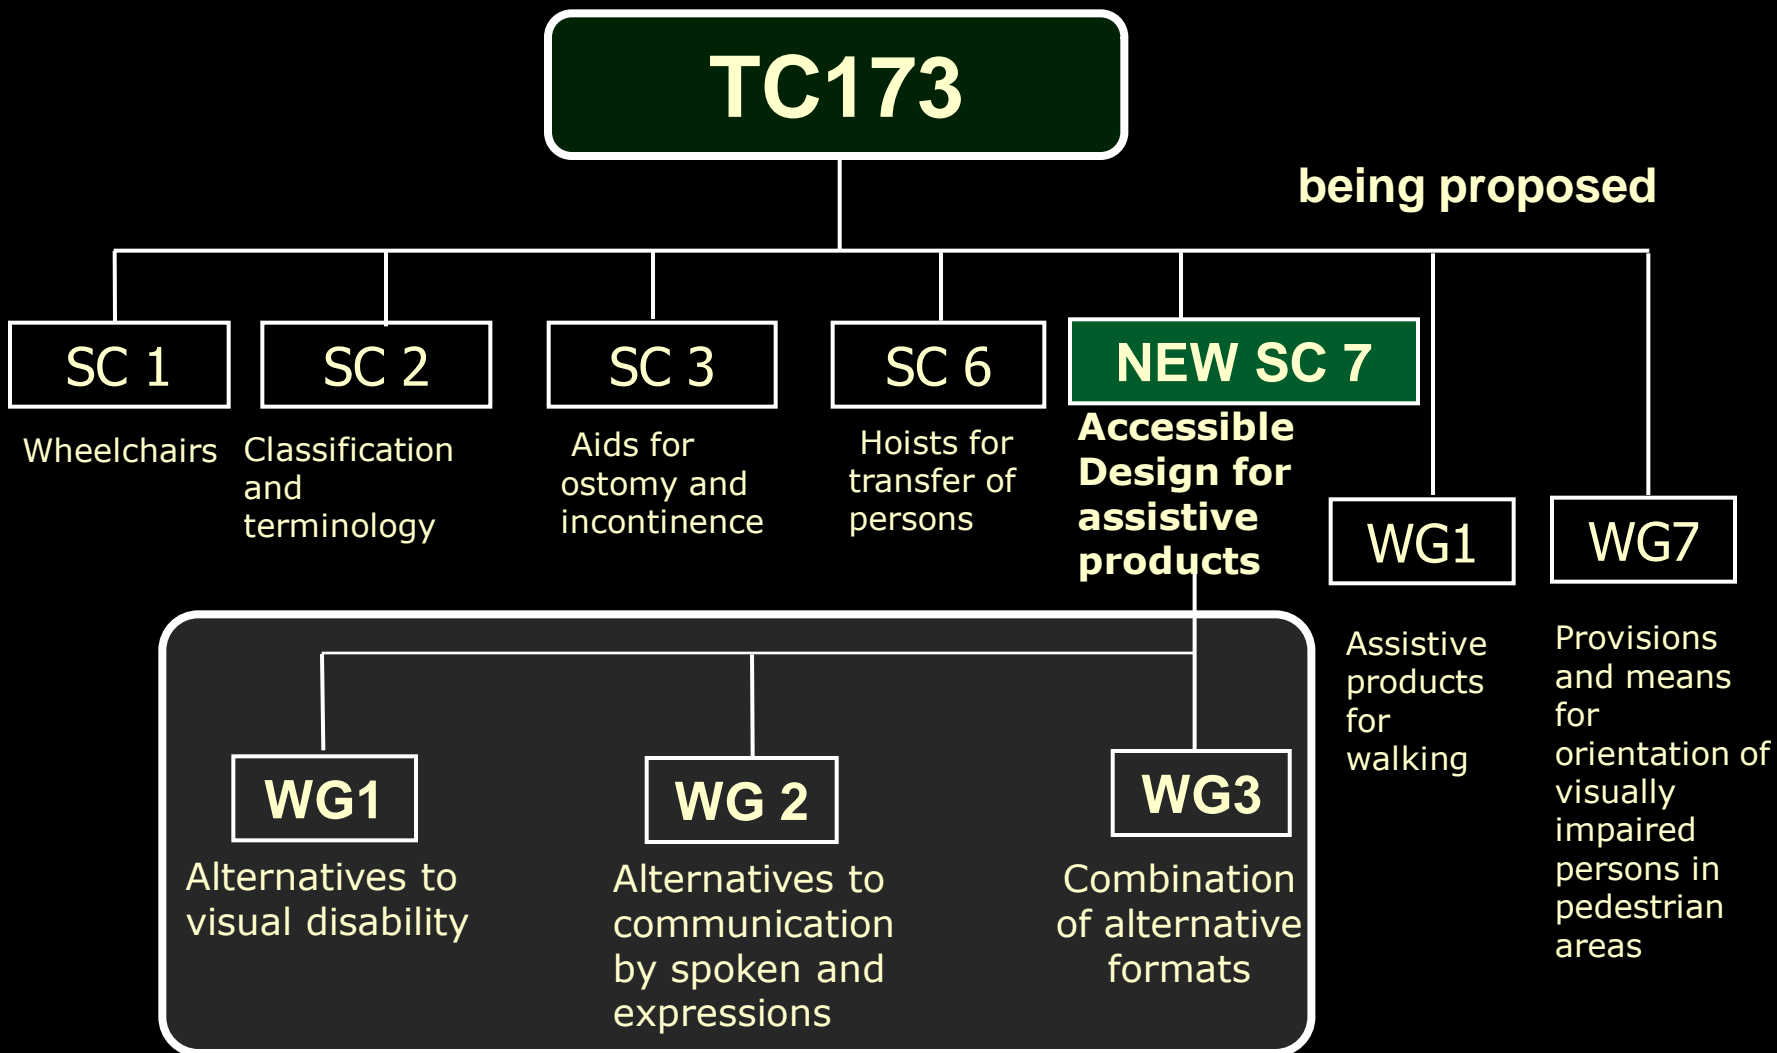 TC173
being proposed
SC 1
SC 2
SC 3
SC 6
NEW SC 7
Wheelchairs
Classification
and
terminology
Aids for
ostomy and
incontinence
Hoists for
transfer of
persons
Accessible
Design for
assistive
products
WG1
WG7
Assistive
products
for
walking
Provisions
and means
for
orientation of
visually
impaired
persons in
pedestrian
areas
WG1
WG 2
WG3
Alternatives to
visual disability
Alternatives to
communication
by spoken and
expressions
Combination
of alternative
formats